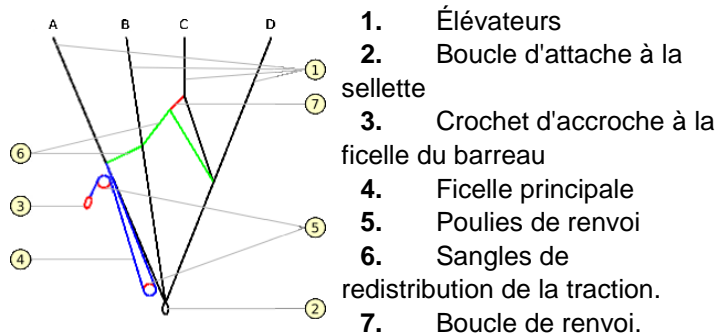 A B C D
1
7
6
3
5
4
2
1. Élévateurs
2. Boucle d'attache à la
sellette
3. Crochet d'accroche à la
ficelle du barreau
4. Ficelle principale
5. Poulies de renvoi
6. Sangles de
redistribution de la traction.
7. Boucle de renvoi.